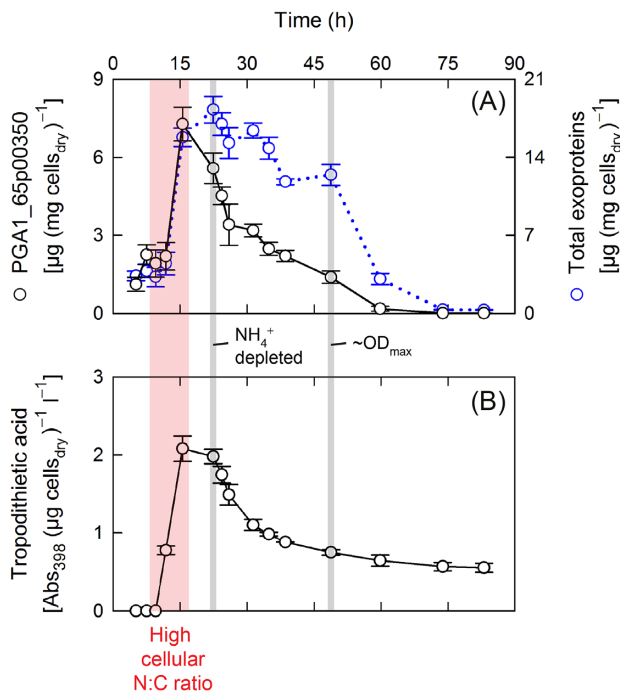 Time (h)
0 15 30 45 60 75 90
(A)
9
6
3
0
21
14
7
0
PGA1_65p00350
[µg (mg cells_dry)⁻¹]
Total exoproteins
[µg (mg cells_dry)⁻¹]
NH₄⁺
depleted
~OD_max
(B)
3
2
1
0
Tropodithietic acid
[Abs₃₉₈ (µg cells_dry)⁻¹ l⁻¹]
High
cellular
N:C ratio